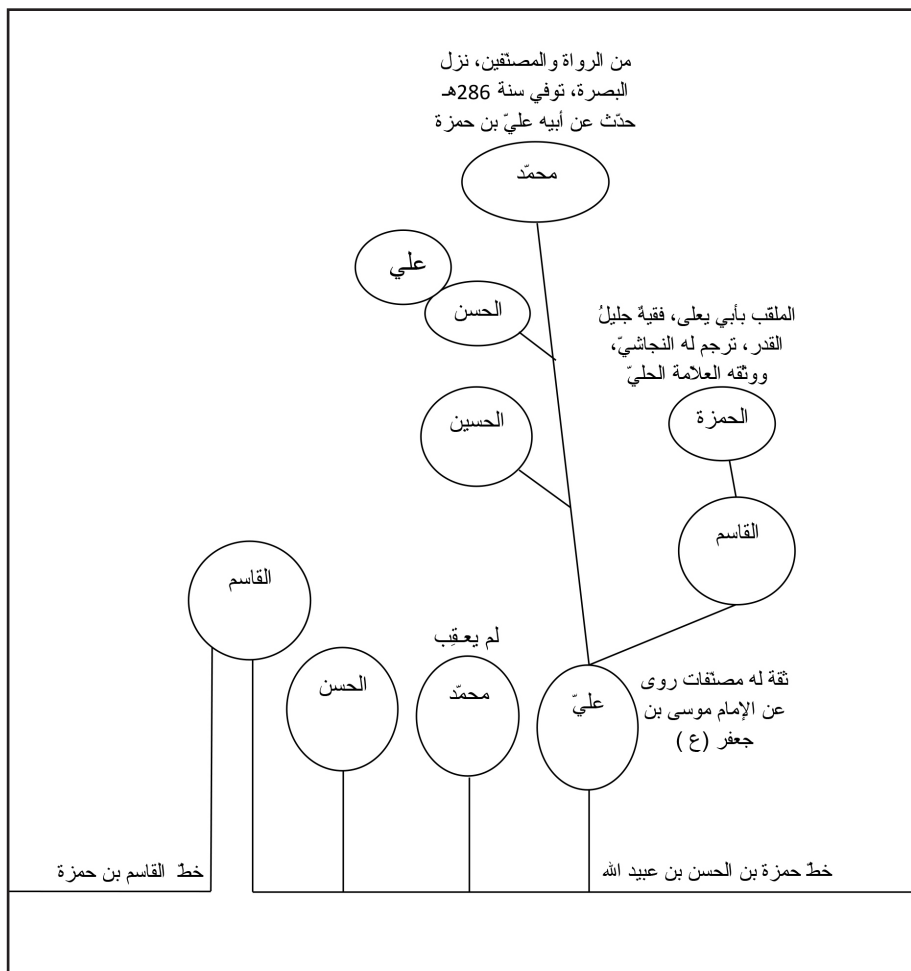 من الرواة والمصنّفين، نزل
البصرة، توفي سنة 286هـ
حدّث عن أبيه عليّ بن حمزة
محمّد
علي
الحسن
الملقب بأبي يعلى، فقيهٌ جليلُ
القدر، ترجم له النجاشيّ،
ووثقه العلامة الحليّ
الحمزة
الحسين
القاسم
القاسم
لم يعقِب
ثقة له مصنّفات روى
عن الإمام موسى بن
جعفر (ع )
عليّ
محمّد
الحسن
خطّ حمزة بن الحسن بن عبيد الله
خطّ القاسم بن حمزة